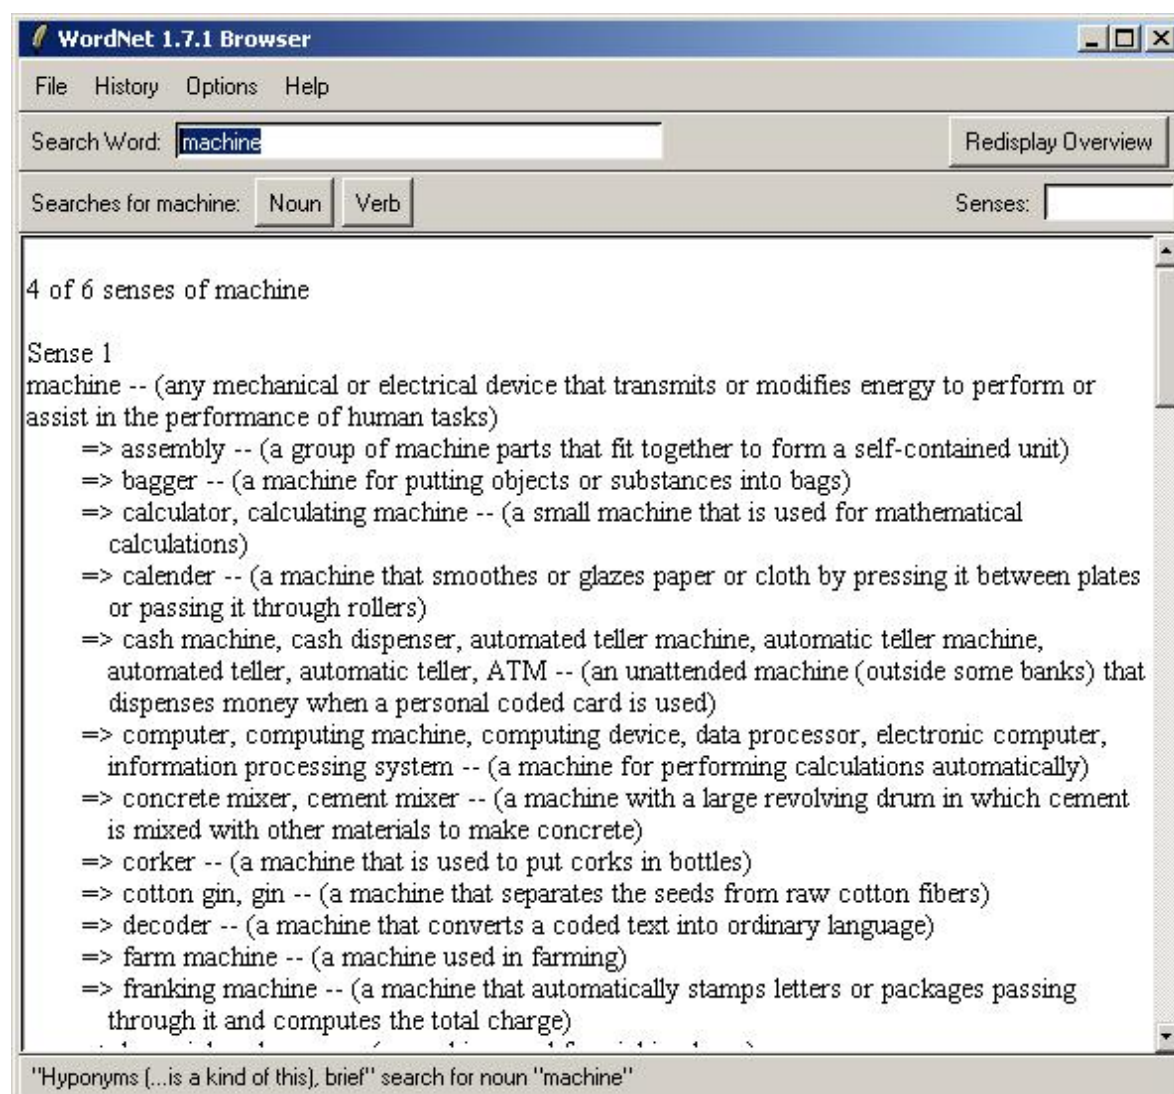 WordNet 1.7.1 Browser
File History Options Help
Search Word: machine Redisplay Overview
Searches for machine: Noun Verb Senses:
4 of 6 senses of machine
Sense 1
machine -- (any mechanical or electrical device that transmits or modifies energy to perform or
assist in the performance of human tasks)
=> assembly -- (a group of machine parts that fit together to form a self-contained unit)
=> bagger -- (a machine for putting objects or substances into bags)
=> calculator, calculating machine -- (a small machine that is used for mathematical
calculations)
=> calender -- (a machine that smoothes or glazes paper or cloth by pressing it between plates
or passing it through rollers)
=> cash machine, cash dispenser, automated teller machine, automatic teller machine,
automated teller, automatic teller, ATM -- (an unattended machine (outside some banks) that
dispenses money when a personal coded card is used)
=> computer, computing machine, computing device, data processor, electronic computer,
information processing system -- (a machine for performing calculations automatically)
=> concrete mixer, cement mixer -- (a machine with a large revolving drum in which cement
is mixed with other materials to make concrete)
=> corker -- (a machine that is used to put corks in bottles)
=> cotton gin, gin -- (a machine that separates the seeds from raw cotton fibers)
=> decoder -- (a machine that converts a coded text into ordinary language)
=> farm machine -- (a machine used in farming)
=> franking machine -- (a machine that automatically stamps letters or packages passing
through it and computes the total charge)
"Hyponyms (...is a kind of this), brief" search for noun "machine"